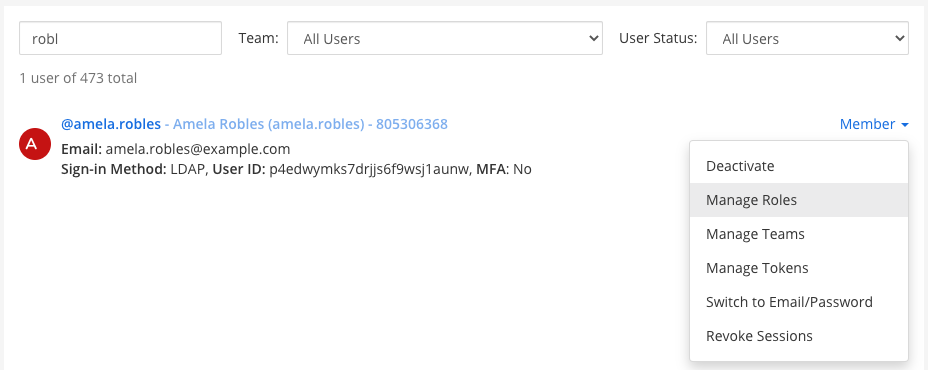 robl Team: All Users User Status: All Users
1 user of 473 total
A @amela.robles - Amela Robles (amela.robles) - 805306368 Member
Email: amela.robles@example.com
Sign-in Method: LDAP, User ID: p4edwymks7drjjs6f9wsj1aunw, MFA: No
Deactivate
Manage Roles
Manage Teams
Manage Tokens
Switch to Email/Password
Revoke Sessions